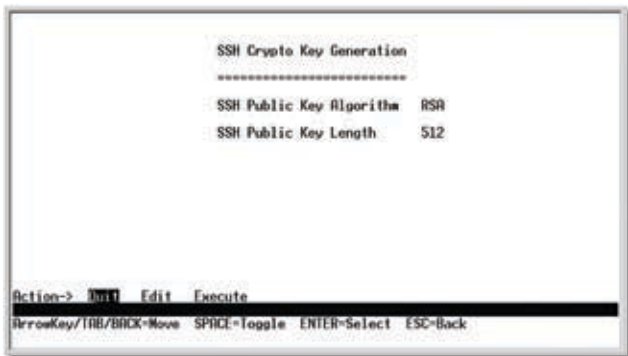 SSH Crypto Key Generation
=========================
SSH Public Key Algorithm RSA
SSH Public Key Length 512
Action-> Quit Edit Execute
ArrowKey/TAB/BACK=Move SPACE=Toggle ENTER=Select ESC=Back